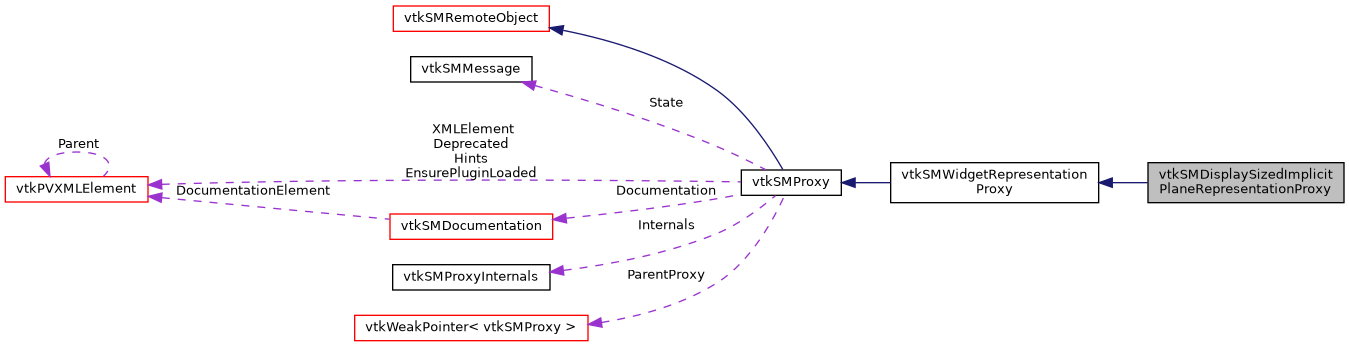 vtkSMRemoteObject
vtkSMMessage
State
XMLElement
Deprecated
Hints
EnsurePluginLoaded
Parent
vtkPVXMLElement
DocumentationElement
Documentation
vtkSMProxy
vtkSMWidgetRepresentation
Proxy
vtkSMDisplaySizedImplicit
PlaneRepresentationProxy
vtkSMDocumentation
Internals
vtkSMProxyInternals
ParentProxy
vtkWeakPointer< vtkSMProxy >